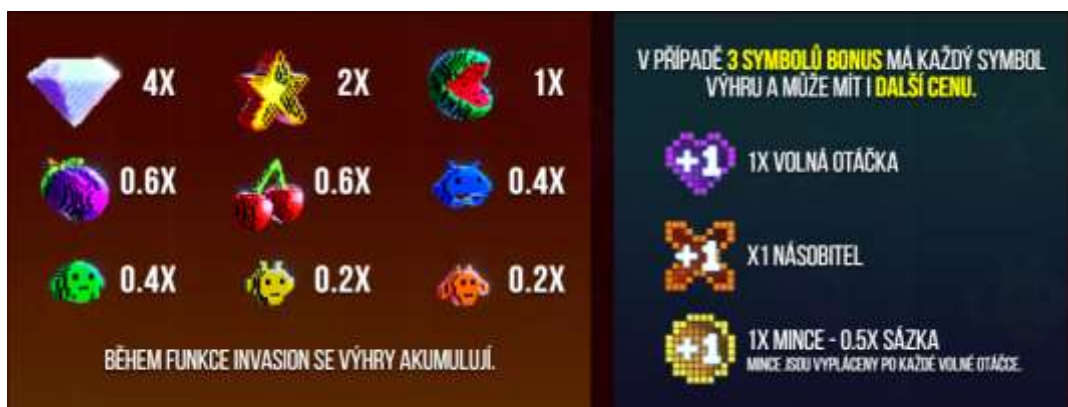 4X 2X 1X
0.6X 0.6X 0.4X
0.4X 0.2X 0.2X
BĚHEM FUNKCE INVASION SE VÝHRY AKUMULUJÍ.
V PŘÍPADĚ 3 SYMBOLŮ BONUS MÁ KAŽDÝ SYMBOL
VÝHRU A MŮŽE MÍT I DALŠÍ CENU.
+1 1X VOLNÁ OTÁČKA
+1 X1 NÁSOBITEL
+1 1X MINCE - 0.5X SÁZKA
MINCE JSOU VYPLÁCENY PO KAŽDÉ VOLNÉ OTÁČCE.